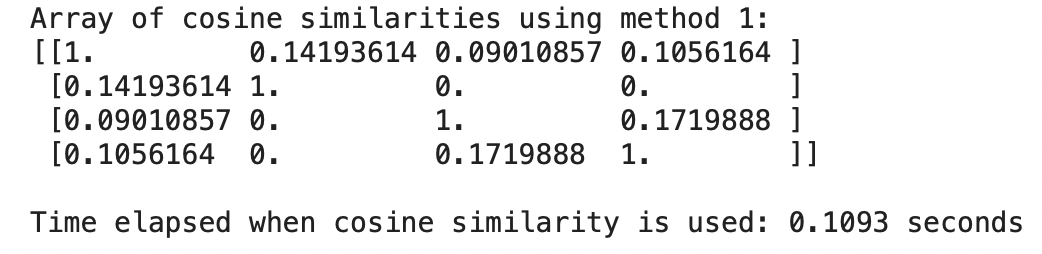 Array of cosine similarities using method 1:
[[1.         0.14193614 0.09010857 0.1056164 ]
 [0.14193614 1.         0.         0.        ]
 [0.09010857 0.         1.         0.1719888 ]
 [0.1056164  0.         0.1719888  1.        ]]
Time elapsed when cosine similarity is used: 0.1093 seconds